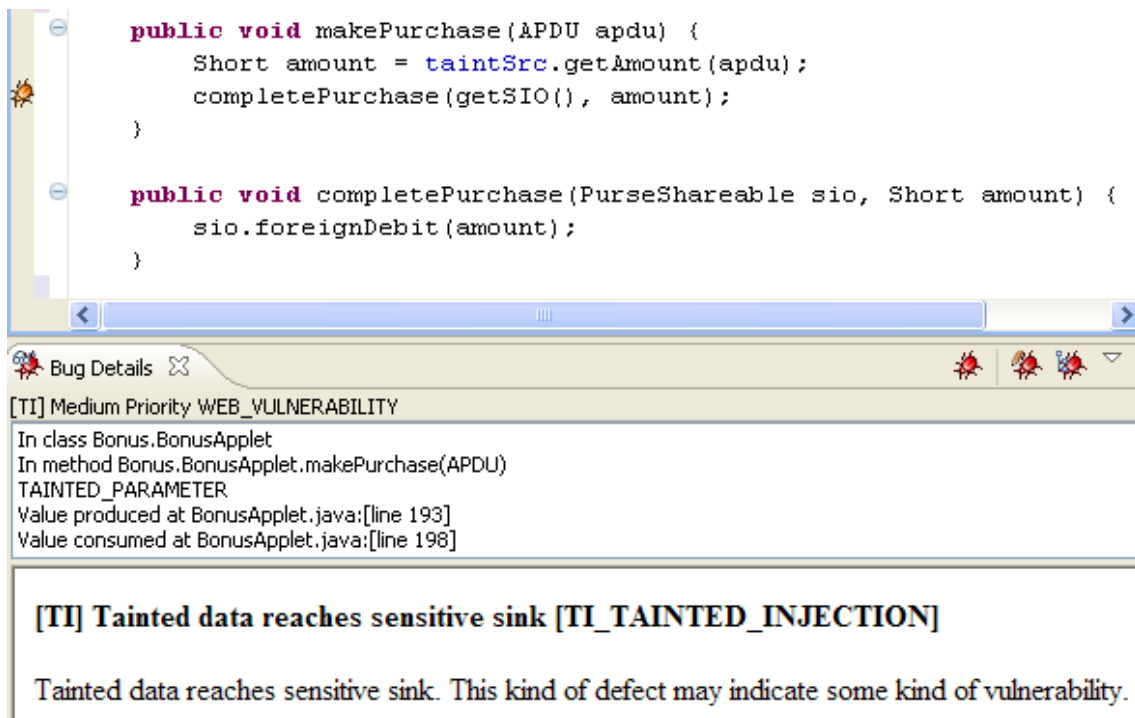 public void makePurchase(APDU apdu) {
Short amount = taintSrc.getAmount(apdu);
completePurchase(getSIO(), amount);
}
public void completePurchase(PurseShareable sio, Short amount) {
sio.foreignDebit(amount);
}
Bug Details
[TI] Medium Priority WEB_VULNERABILITY
In class Bonus.BonusApplet
In method Bonus.BonusApplet.makePurchase(APDU)
TAINTED_PARAMETER
Value produced at BonusApplet.java:[line 193]
Value consumed at BonusApplet.java:[line 198]
[TI] Tainted data reaches sensitive sink [TI_TAINTED_INJECTION]
Tainted data reaches sensitive sink. This kind of defect may indicate some kind of vulnerability.